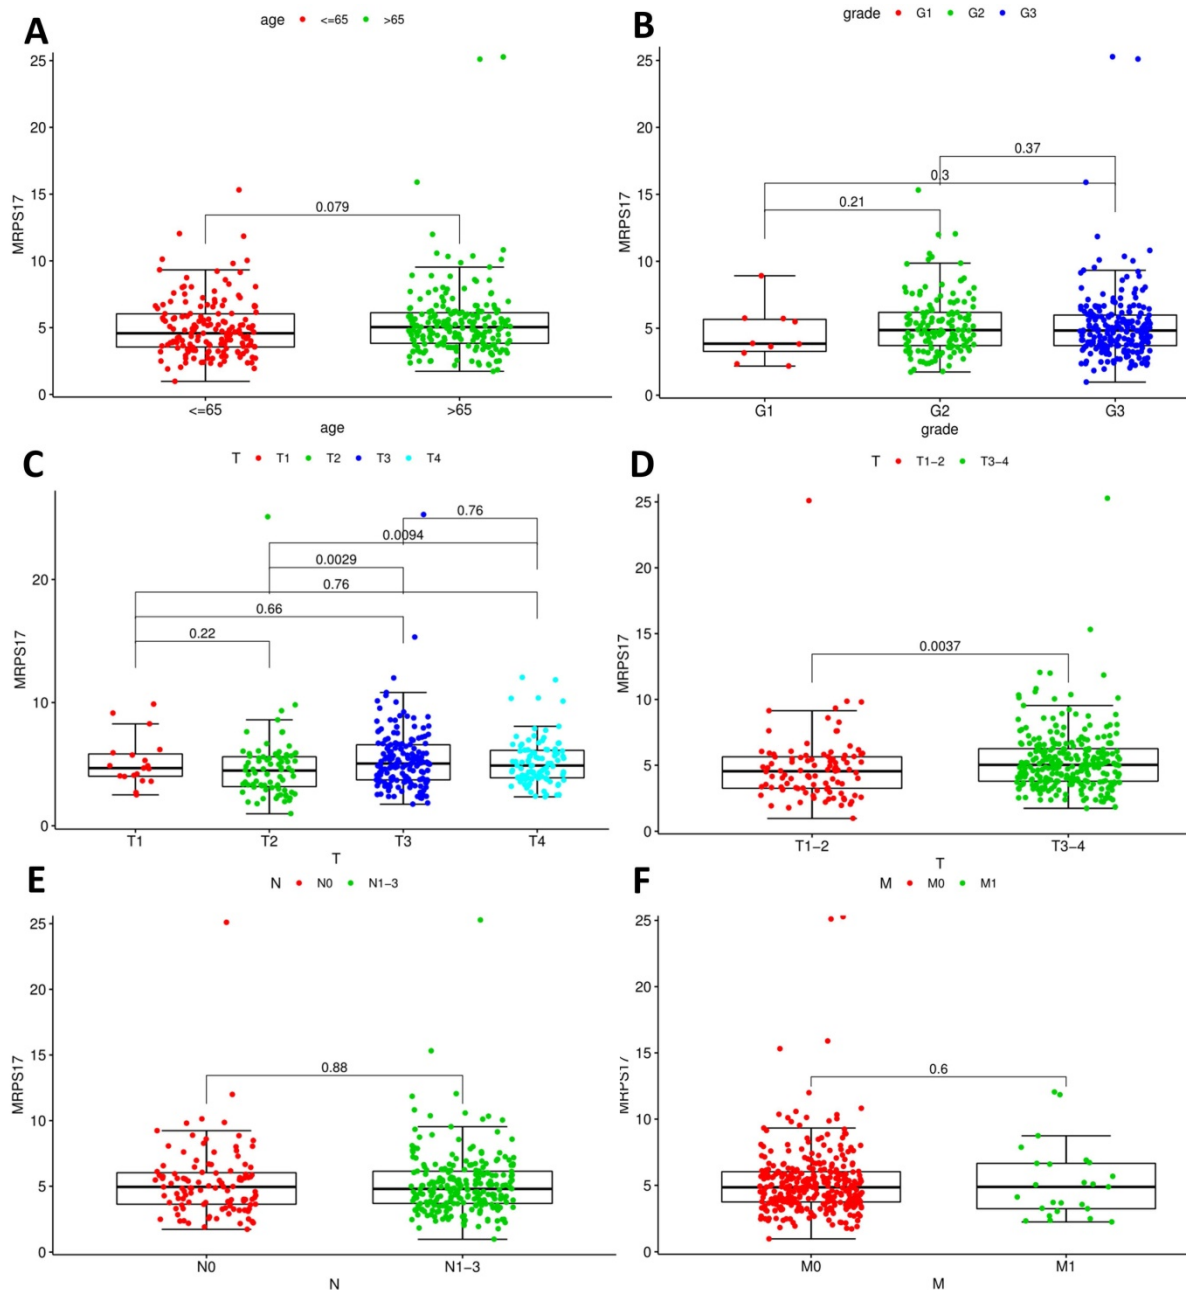 A
age <=65 >65
25
20
15
10
5
0
MRPS17
0.079
<=65 >65
age
B
grade G1 G2 G3
25
20
15
10
5
0
MRPS17
0.37
0.3
0.21
G1 G2 G3
grade
C
T T1 T2 T3 T4
20
10
0
MRPS17
0.76
0.0094
0.0029
0.76
0.66
0.22
T1 T2 T3 T4
T
D
T T1-2 T3-4
25
20
15
10
5
0
MRPS17
0.0037
T1-2 T3-4
T
E
N N0 N1-3
25
20
15
10
5
0
MRPS17
0.88
N0 N1-3
N
F
M M0 M1
25
20
15
10
5
0
MRPS17
0.6
M0 M1
M